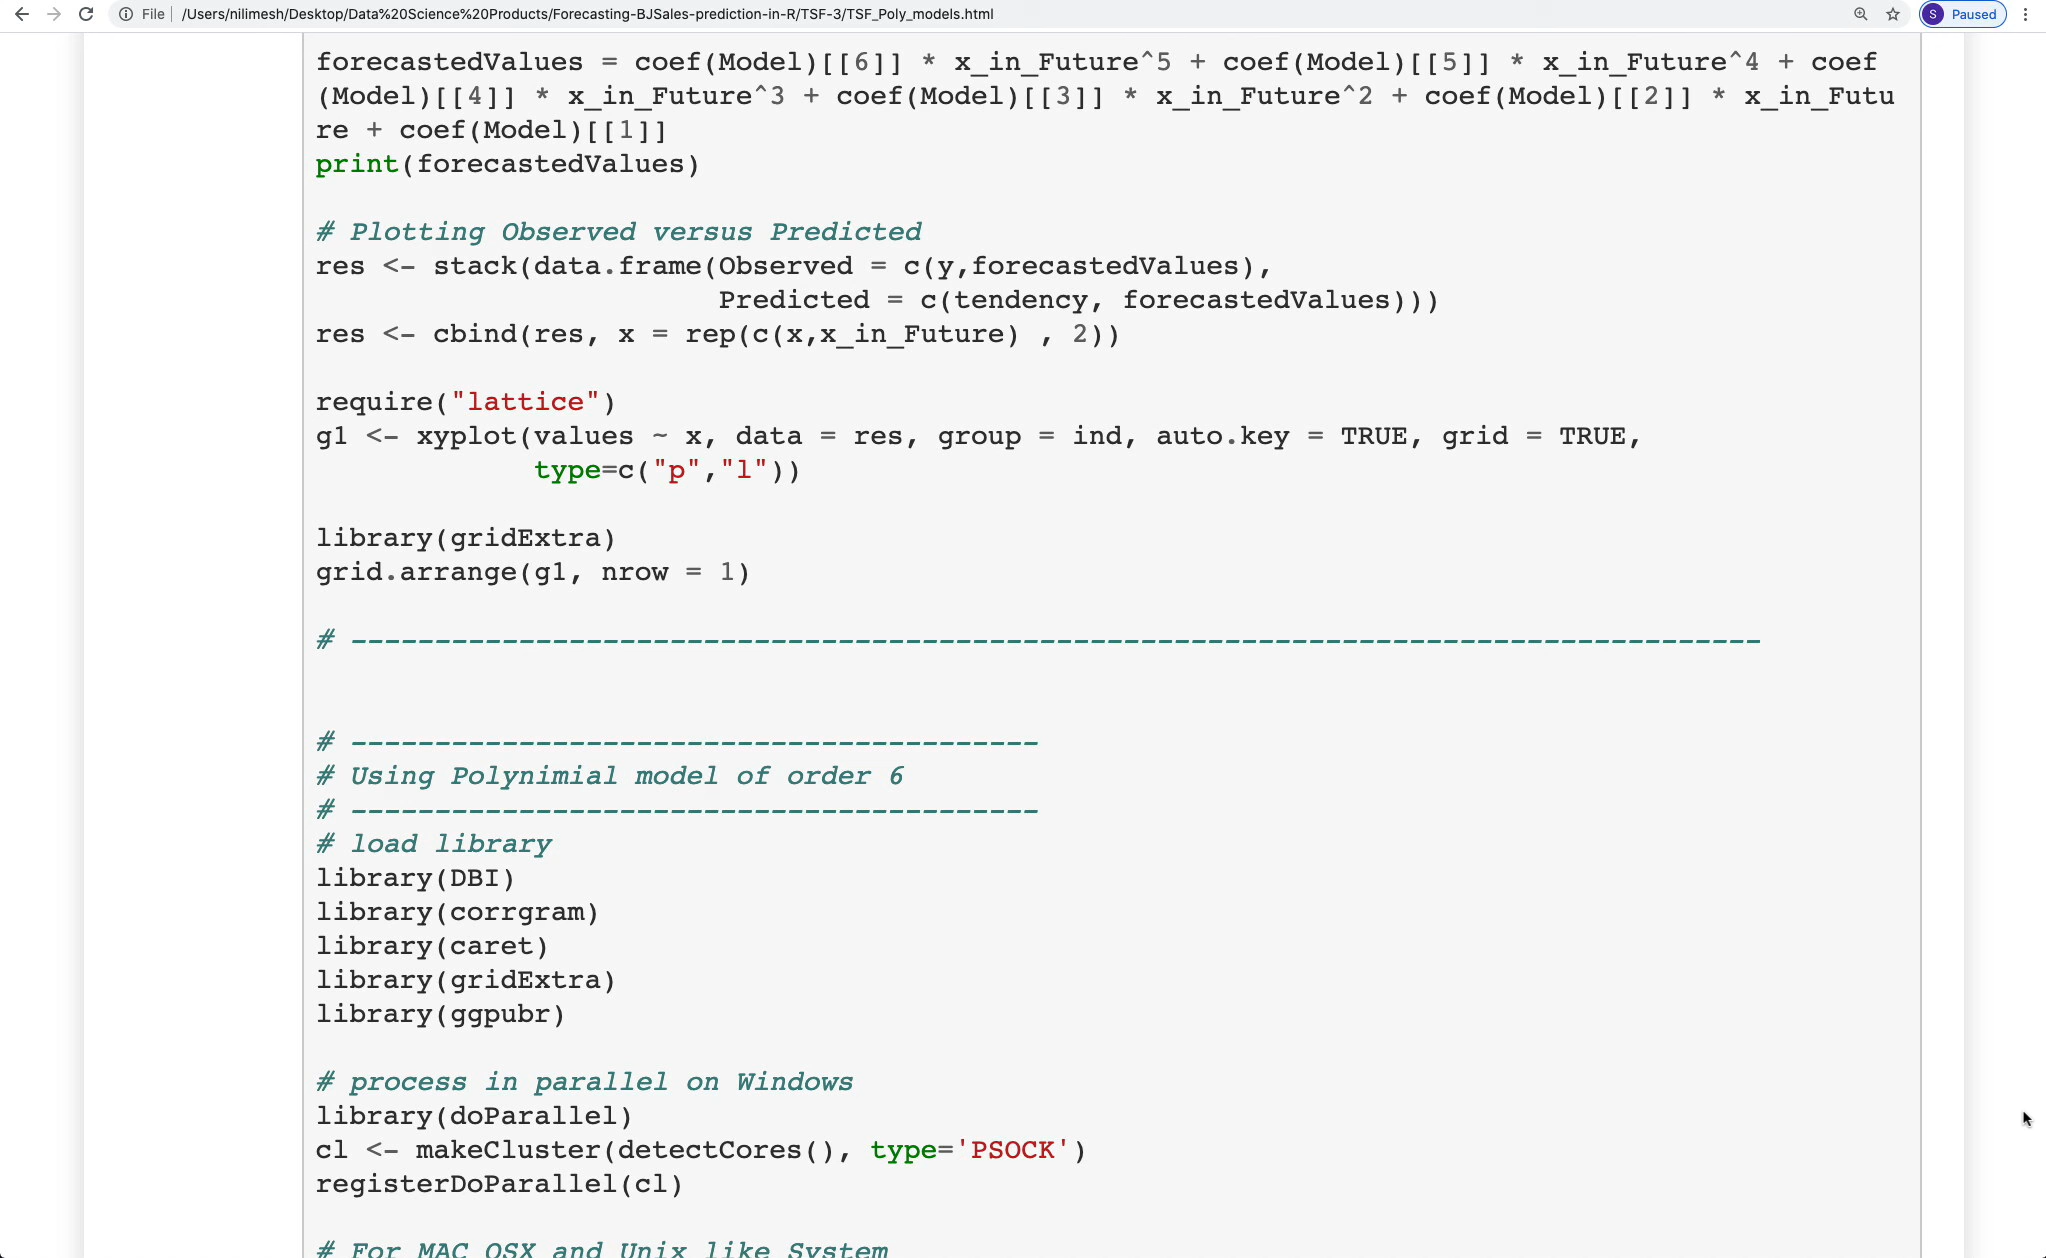 File | /Users/nilimesh/Desktop/Data%20Science%20Products/Forecasting-BJSales-prediction-in-R/TSF-3/TSF_Poly_models.html
S Paused
forecastedValues = coef(Model)[[6]] * x_in_Future^5 + coef(Model)[[5]] * x_in_Future^4 + coef
(Model)[[4]] * x_in_Future^3 + coef(Model)[[3]] * x_in_Future^2 + coef(Model)[[2]] * x_in_Futu
re + coef(Model)[[1]]
print(forecastedValues)
# Plotting Observed versus Predicted
res <- stack(data.frame(Observed = c(y,forecastedValues),
Predicted = c(tendency, forecastedValues)))
res <- cbind(res, x = rep(c(x,x_in_Future) , 2))
require("lattice")
g1 <- xyplot(values ~ x, data = res, group = ind, auto.key = TRUE, grid = TRUE,
type=c("p","l"))
library(gridExtra)
grid.arrange(g1, nrow = 1)
# ------------------------------------------------------------------------------------
# -----------------------------------------
# Using Polynimial model of order 6
# -----------------------------------------
# load library
library(DBI)
library(corrgram)
library(caret)
library(gridExtra)
library(ggpubr)
# process in parallel on Windows
library(doParallel)
cl <- makeCluster(detectCores(), type='PSOCK')
registerDoParallel(cl)
# For MAC OSX and Unix like System